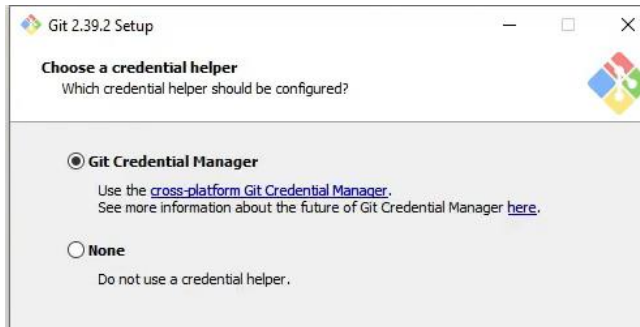 Git 2.39.2 Setup
Choose a credential helper
Which credential helper should be configured?
Git Credential Manager
Use the cross-platform Git Credential Manager.
See more information about the future of Git Credential Manager here.
None
Do not use a credential helper.